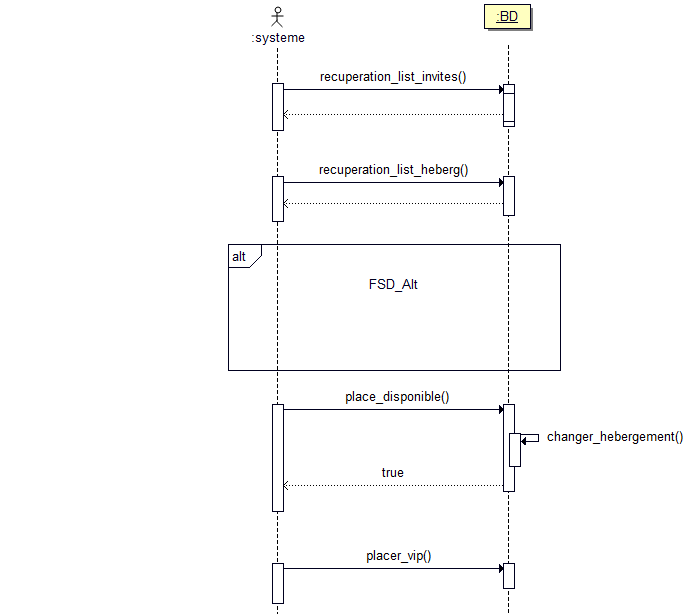 :systeme
:BD
recuperation_list_invites()
recuperation_list_heberg()
alt
FSD_Alt
place_disponible()
changer_hebergement()
true
placer_vip()